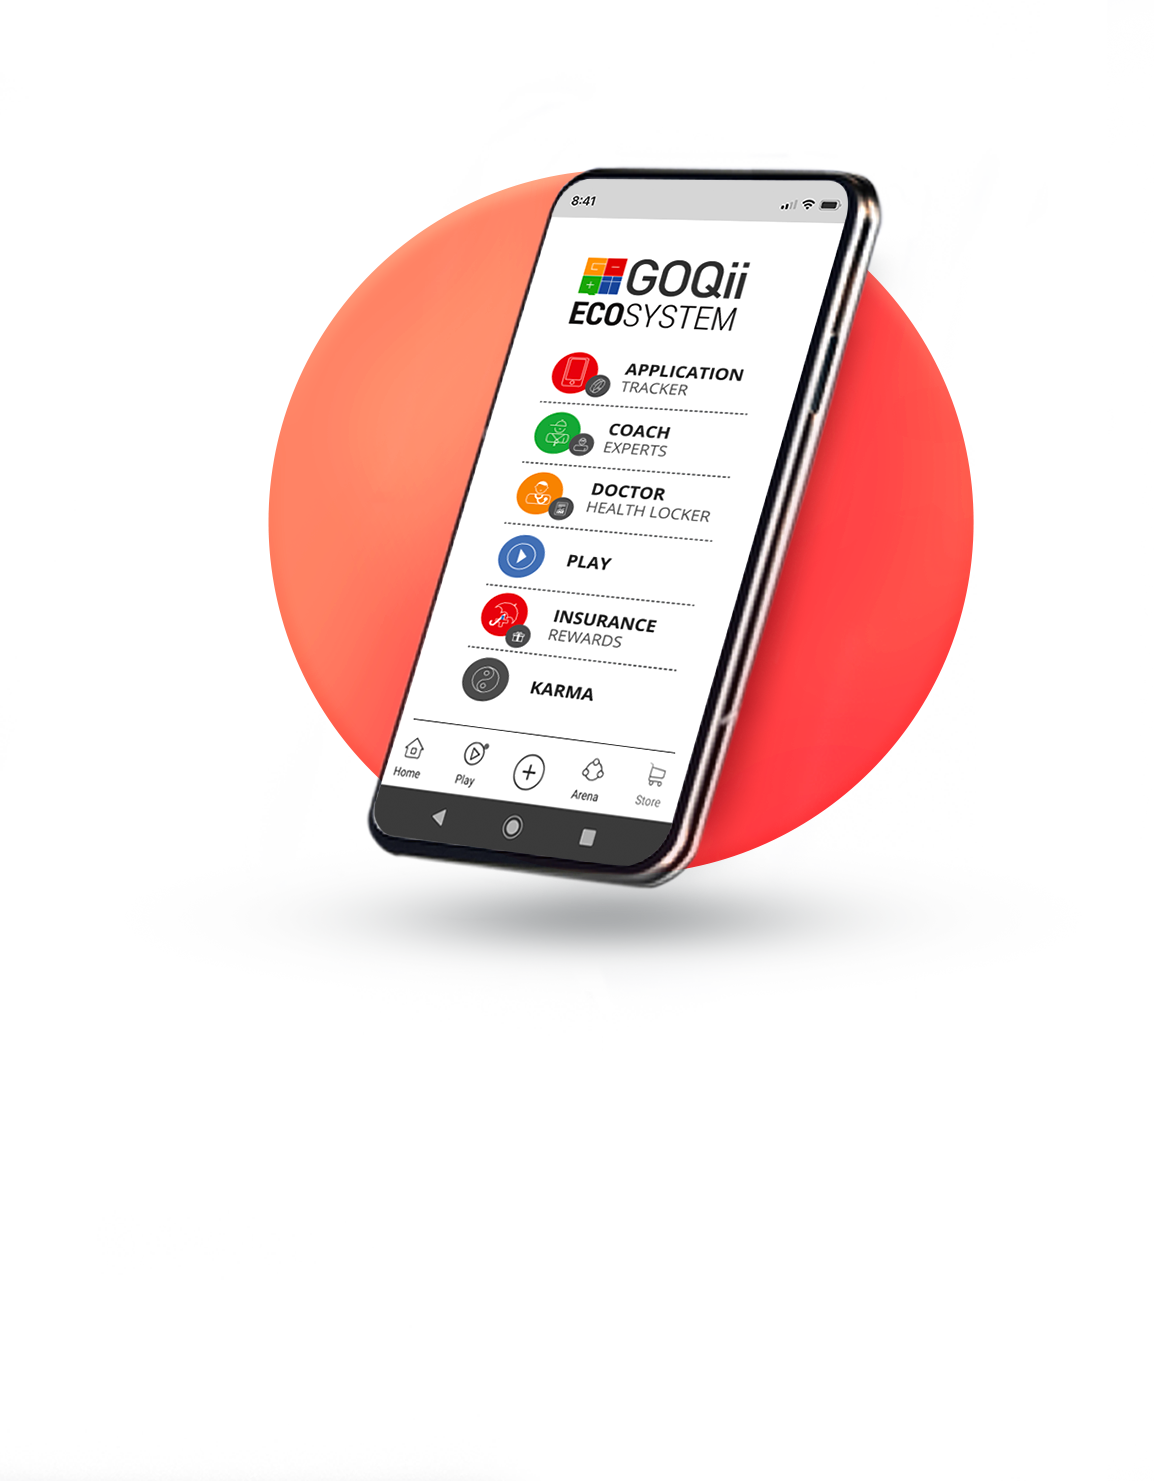 8:41
GOQii
ECOSYSTEM
APPLICATION
TRACKER
COACH
EXPERTS
DOCTOR
HEALTH LOCKER
PLAY
INSURANCE
REWARDS
KARMA
Home
Play
Arena
Store